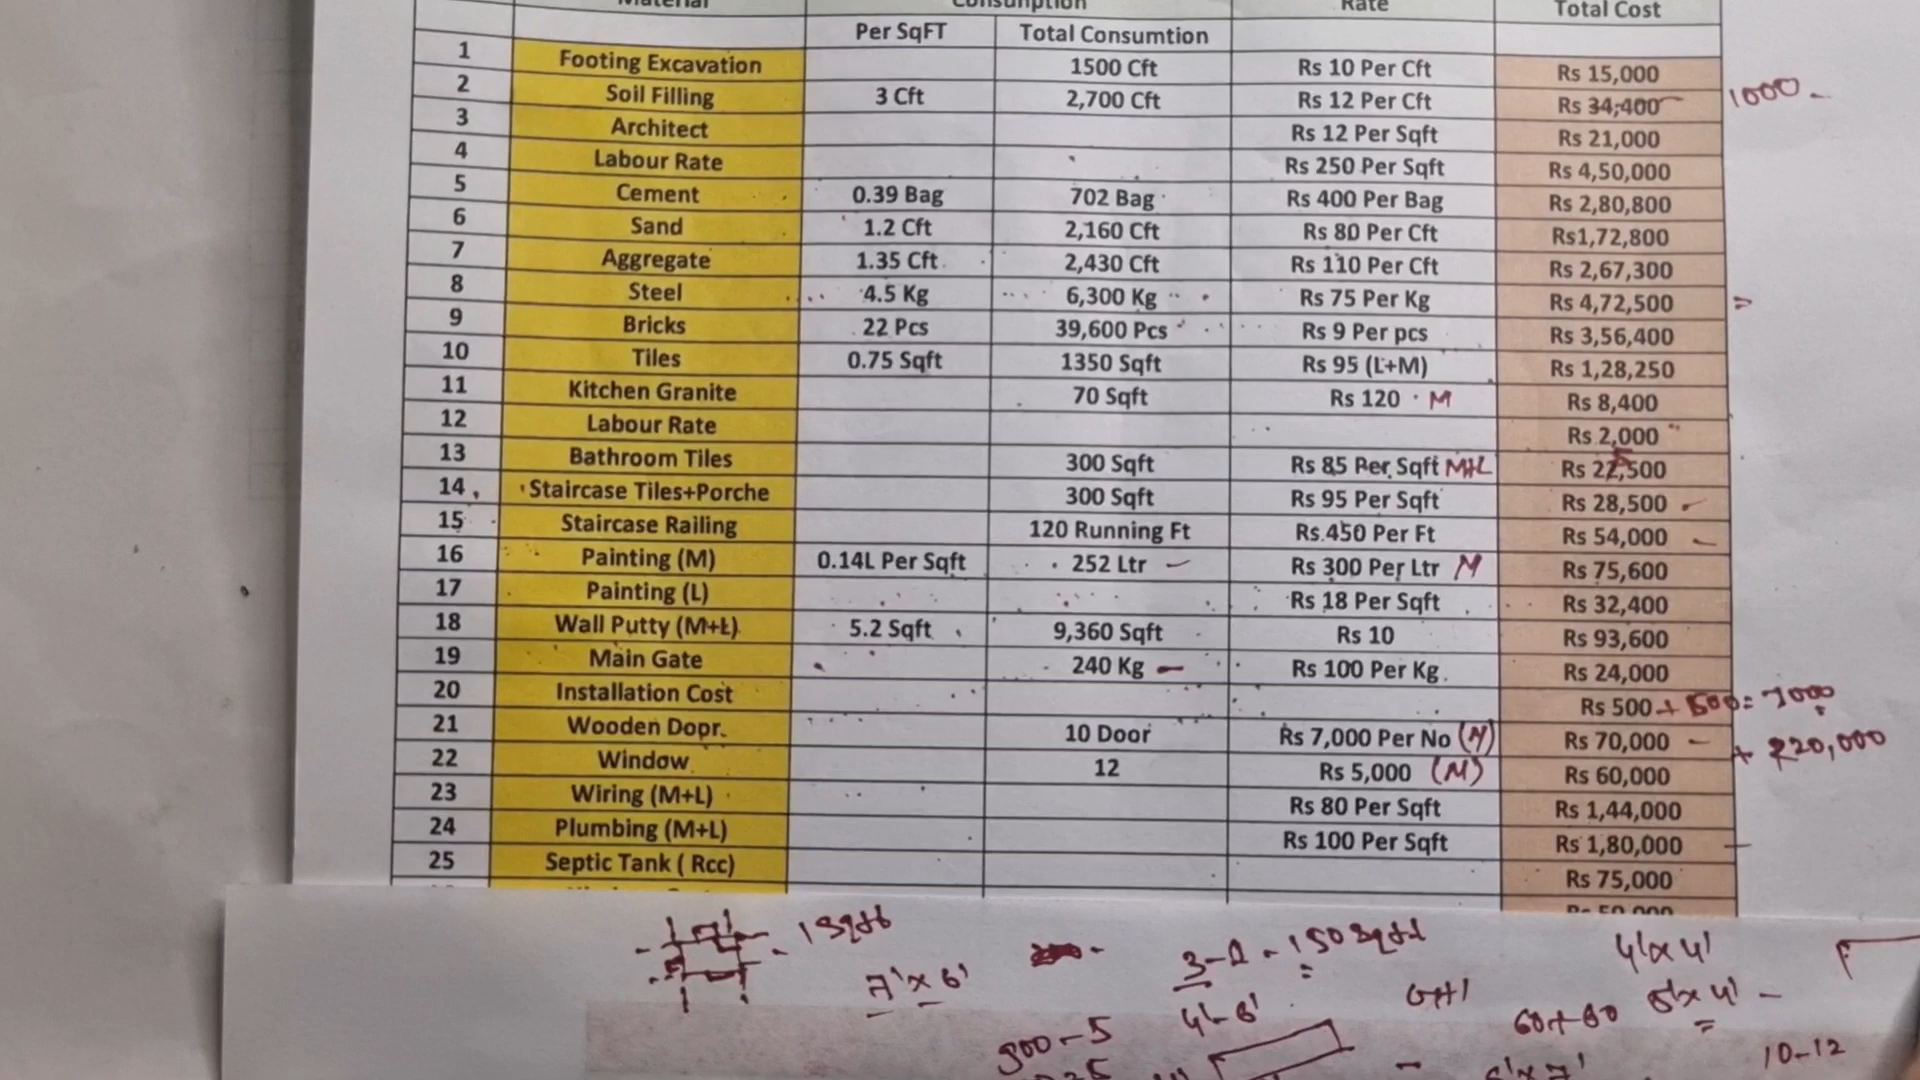 Material Consunption Rate Total Cost
Per SqFT Total Consumtion
1 Footing Excavation 1500 Cft Rs 10 Per Cft Rs 15,000
2 Soil Filling 3 Cft 2,700 Cft Rs 12 Per Cft Rs 34,400 1000
3 Architect Rs 12 Per Sqft Rs 21,000
4 Labour Rate Rs 250 Per Sqft Rs 4,50,000
5 Cement 0.39 Bag 702 Bag Rs 400 Per Bag Rs 2,80,800
6 Sand 1.2 Cft 2,160 Cft Rs 80 Per Cft Rs1,72,800
7 Aggregate 1.35 Cft 2,430 Cft Rs 110 Per Cft Rs 2,67,300
8 Steel 4.5 Kg 6,300 Kg Rs 75 Per Kg Rs 4,72,500 =
9 Bricks 22 Pcs 39,600 Pcs Rs 9 Per pcs Rs 3,56,400
10 Tiles 0.75 Sqft 1350 Sqft Rs 95 (L+M) Rs 1,28,250
11 Kitchen Granite 70 Sqft Rs 120 M Rs 8,400
12 Labour Rate Rs 2,000
13 Bathroom Tiles 300 Sqft Rs 85 Per Sqft M+L Rs 22,500
14 Staircase Tiles+Porche 300 Sqft Rs 95 Per Sqft Rs 28,500
15 Staircase Railing 120 Running Ft Rs.450 Per Ft Rs 54,000
16 Painting (M) 0.14L Per Sqft 252 Ltr Rs 300 Per Ltr M Rs 75,600
17 Painting (L) Rs 18 Per Sqft Rs 32,400
18 Wall Putty (M+L) 5.2 Sqft 9,360 Sqft Rs 10 Rs 93,600
19 Main Gate 240 Kg Rs 100 Per Kg Rs 24,000
20 Installation Cost Rs 500 + 500 = 1000
21 Wooden Dopr. 10 Door Rs 7,000 Per No (M) Rs 70,000 + ₹20,000
22 Window 12 Rs 5,000 (M) Rs 60,000
23 Wiring (M+L) Rs 80 Per Sqft Rs 1,44,000
24 Plumbing (M+L) Rs 100 Per Sqft Rs 1,80,000
25 Septic Tank ( Rcc) Rs 75,000
1 Sqft 150 Sqft 4'x4'
7'x6' 5'x4'
60+60
10-12